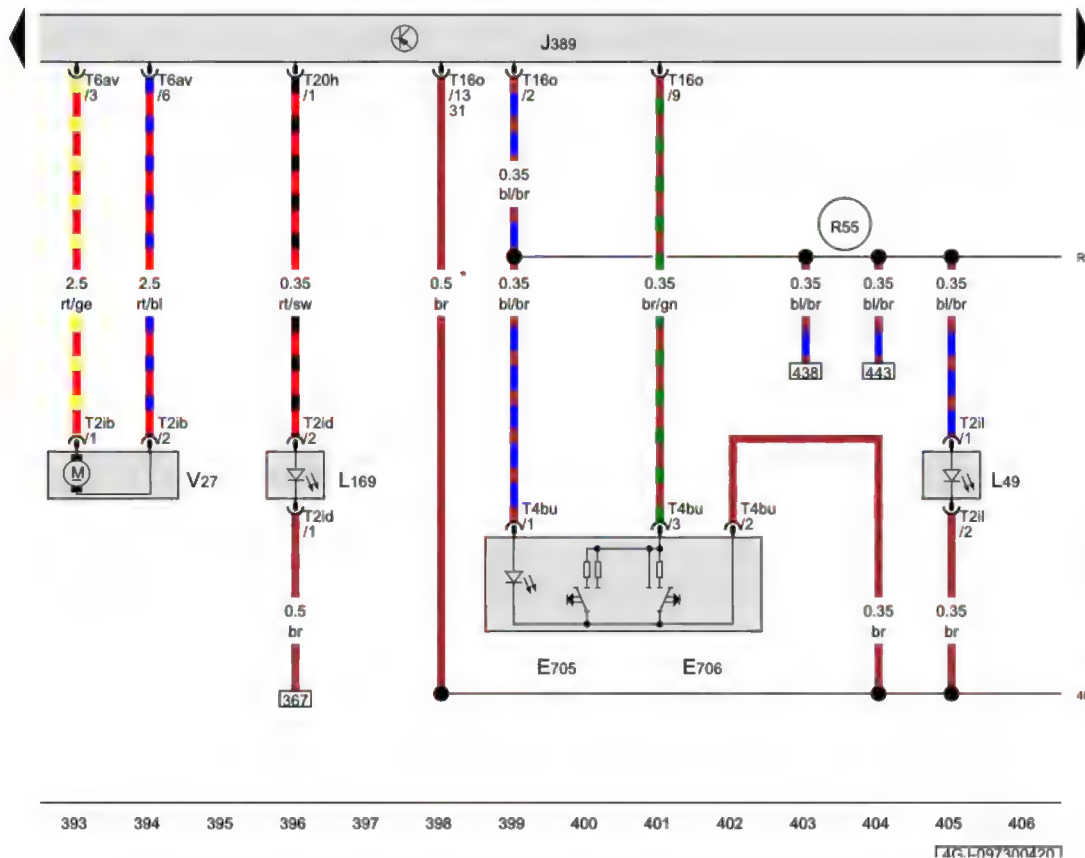 J389
T6av
/3
T6av
/6
T20h
/1
T16o
/13
31
T16o
/2
T16o
/9
0.35
bl/br
R55
R
2.5
rt/ge
2.5
rt/bl
0.35
rt/sw
0.5
br
0.35
bl/br
0.35
br/gn
0.35
bl/br
0.35
bl/br
0.35
bl/br
438
443
T2ib
/1
T2ib
/2
T2id
/2
T2il
/1
M
V27
L169
L49
T2id
/1
T4bu
/1
T4bu
/3
T4bu
/2
T2il
/2
0.5
br
0.35
br
0.35
br
E705
E706
367
393 394 395 396 397 398 399 400 401 402 403 404 405 406